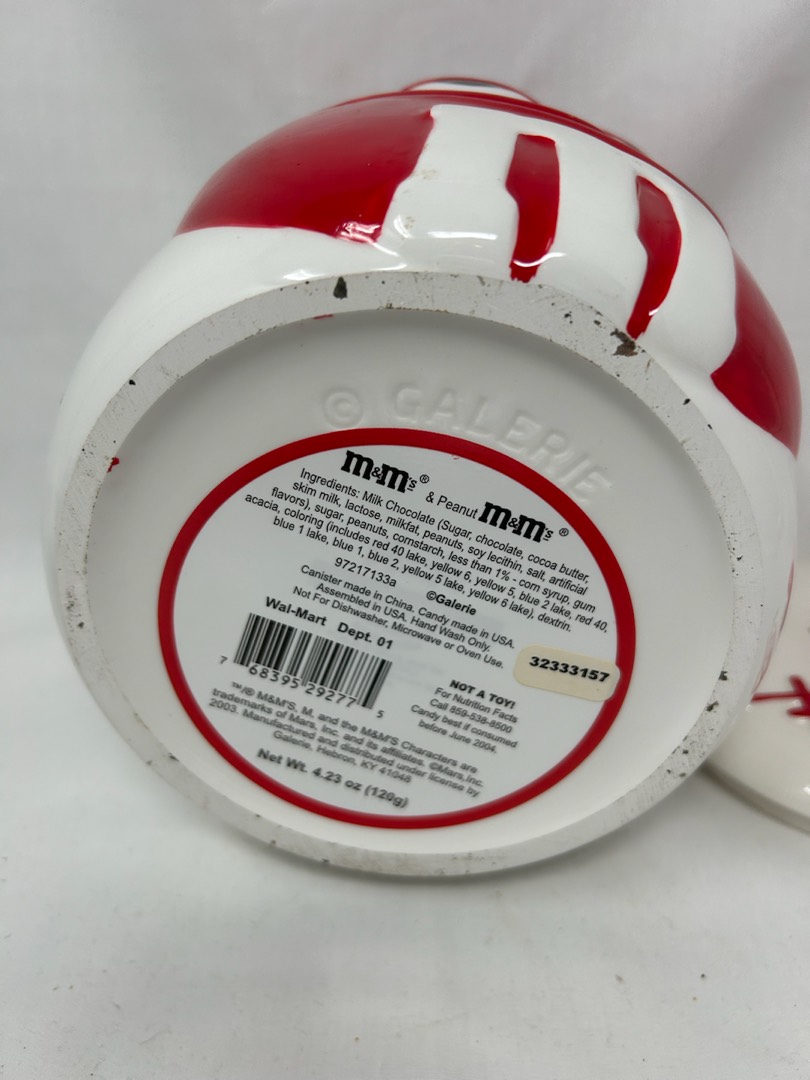 © GALERIE
m&m's® & Peanut m&m's®
Ingredients: Milk Chocolate (Sugar, chocolate, cocoa butter,
skim milk, lactose, milkfat, peanuts, soy lecithin, salt, artificial
flavors), sugar, peanuts, cornstarch, less than 1% - corn syrup, gum
acacia, coloring (includes red 40 lake, yellow 6, yellow 5, blue 2 lake, red 40,
blue 1 lake, blue 1, blue 2, yellow 5 lake, yellow 6 lake), dextrin.
97217133a ©Galerie
Canister made in China. Candy made in USA.
Assembled in USA. Hand Wash Only.
Not For Dishwasher, Microwave or Oven Use.
Wal-Mart Dept. 01
7 68395 29277 5
32333157
NOT A TOY!
For Nutrition Facts
Call 859-538-8500
Candy best if consumed
before June 2004.
™/® M&M'S, M, and the M&M'S Characters are
trademarks of Mars, Inc. and its affiliates. ©Mars, Inc.
2003. Manufactured and distributed under license by
Galerie, Hebron, KY 41048
Net Wt. 4.23 oz (120g)